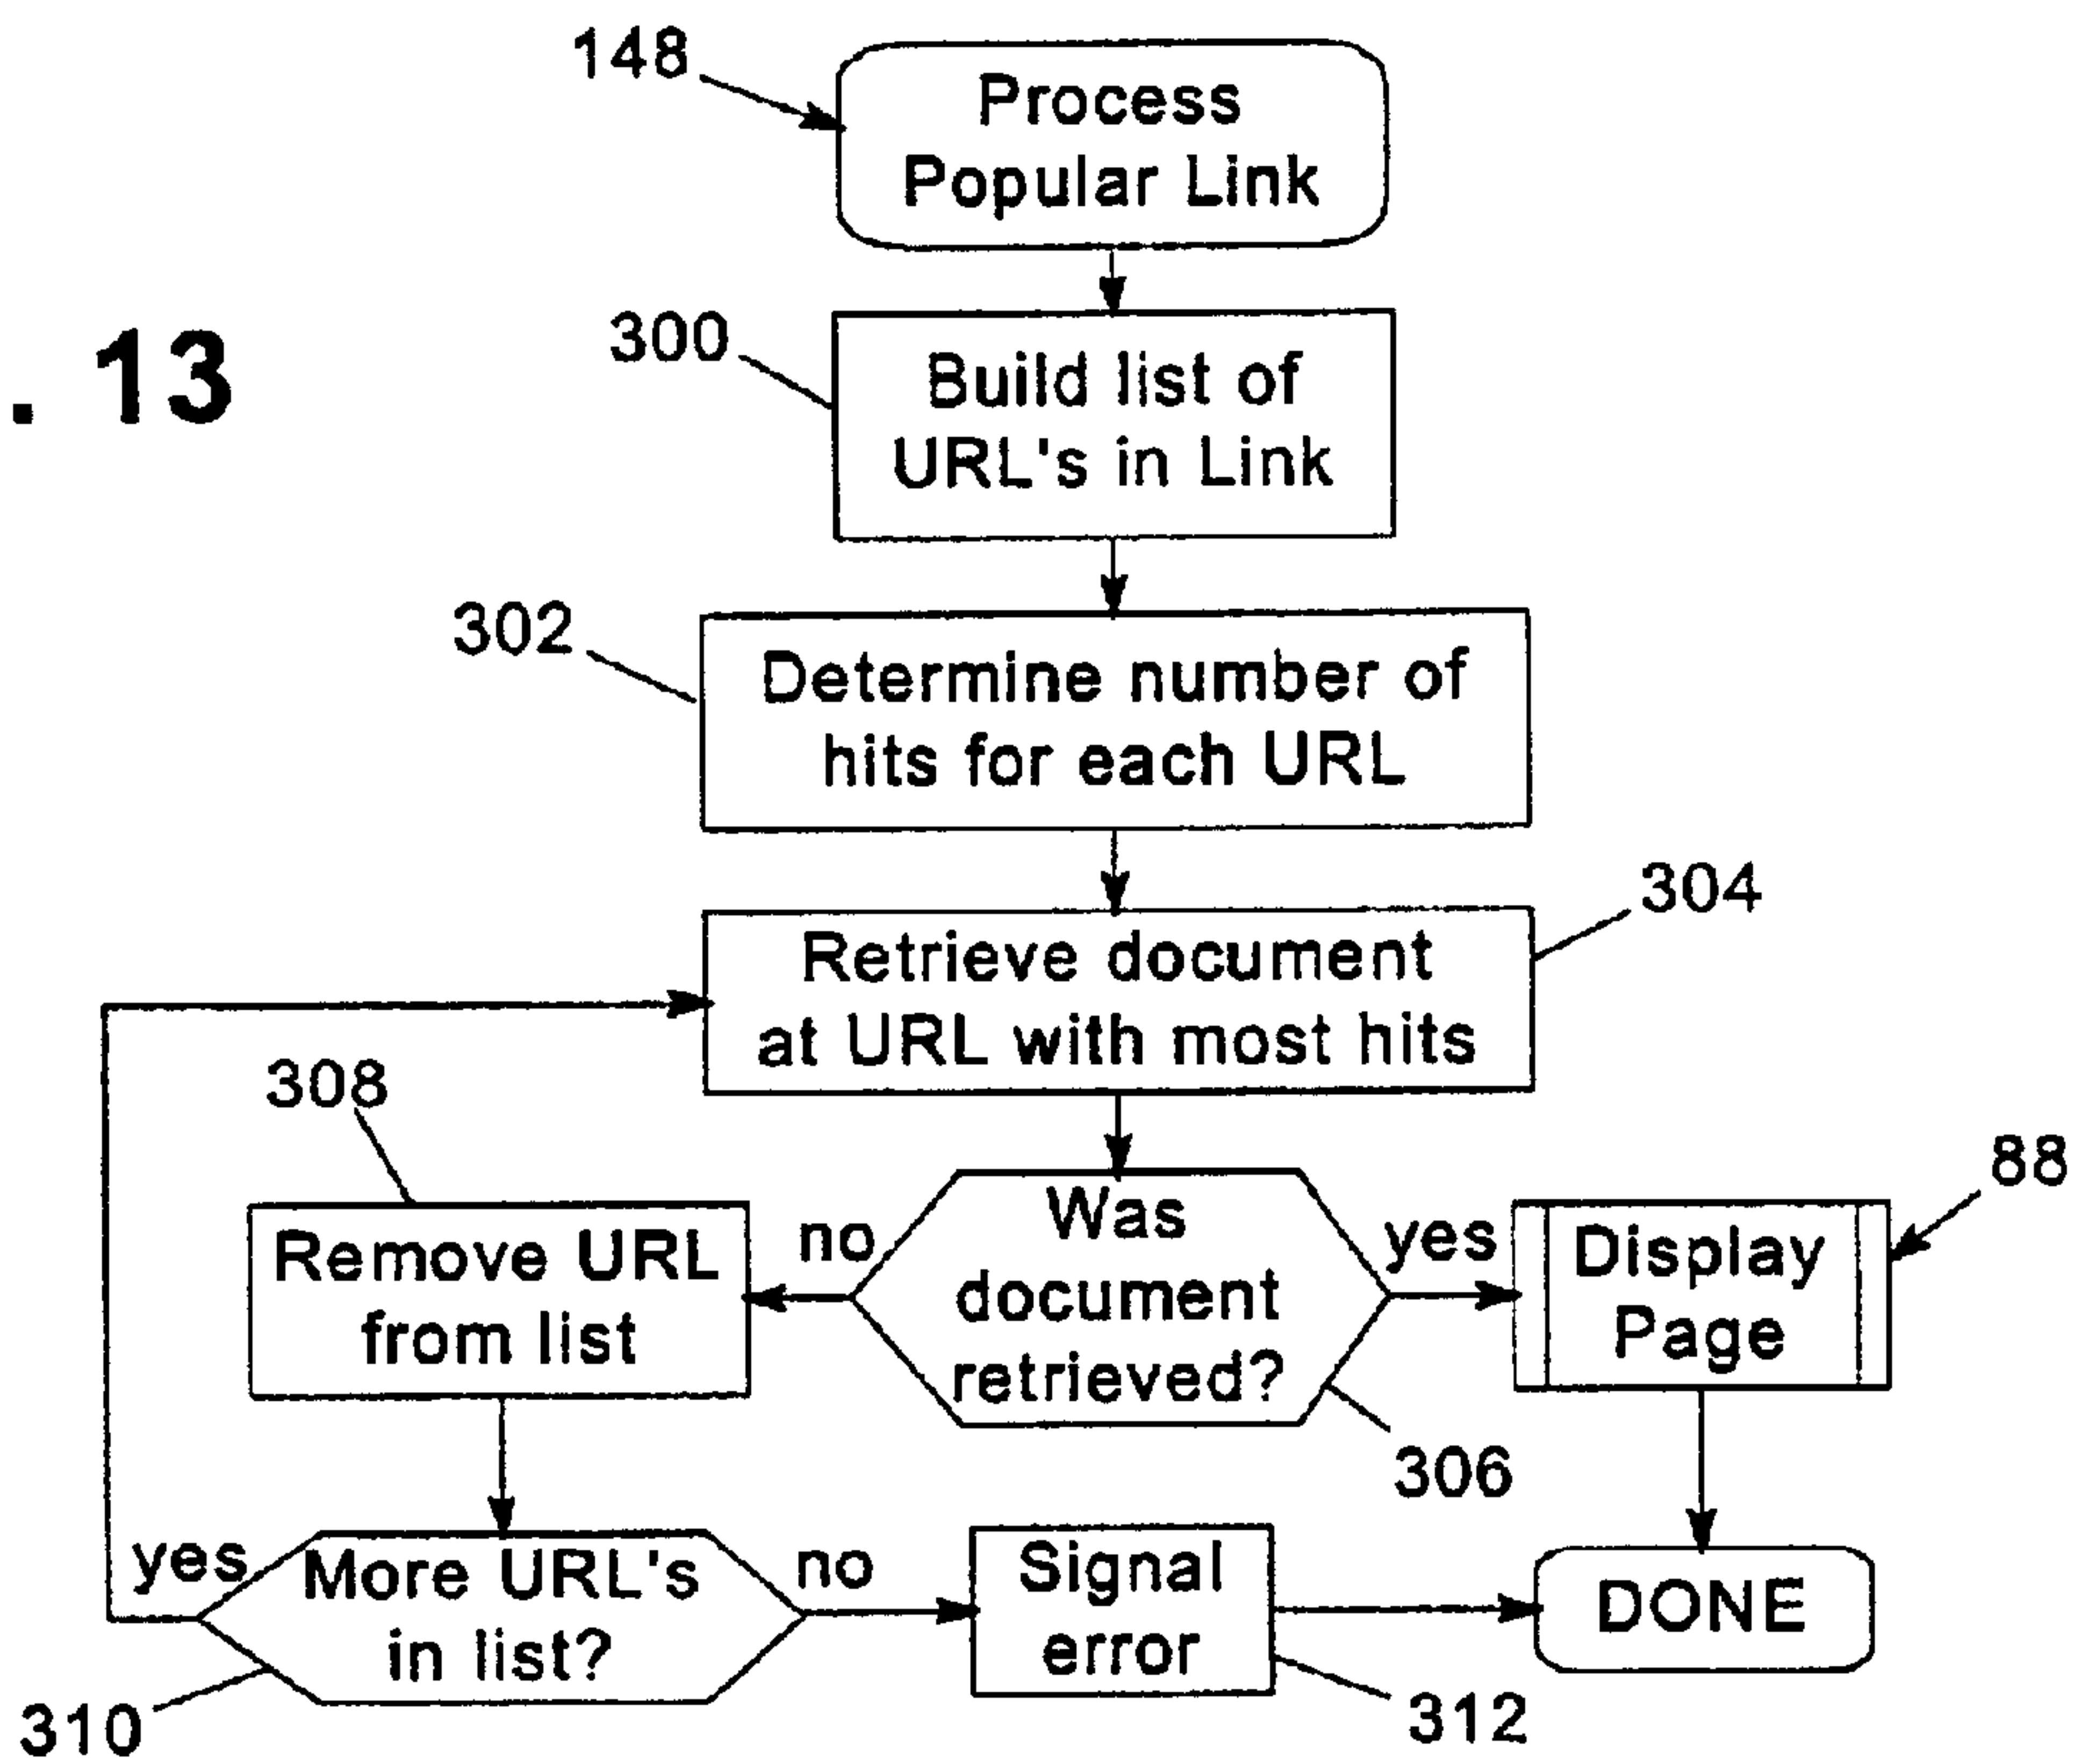 148
Process
Popular Link
. 13
300
Build list of
URL's in Link
302
Determine number of
hits for each URL
304
Retrieve document
at URL with most hits
308
88
Remove URL
from list
no
Was
document
retrieved?
yes
Display
Page
306
yes
More URL's
in list?
no
Signal
error
DONE
310
312